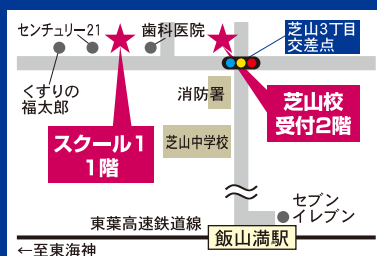 センチュリー21
歯科医院
芝山3丁目
交差点
くすりの
福太郎
消防署
芝山校
受付2階
スクール1
1階
芝山中学校
セブン
イレブン
東葉高速鉄道線
飯山満駅
←至東海神